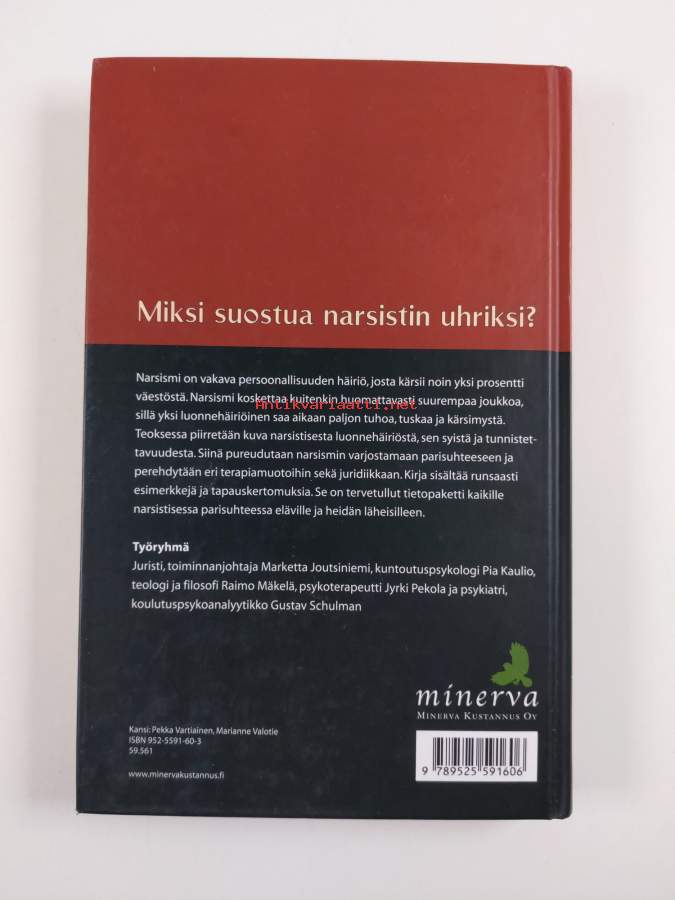 Miksi suostua narsistin uhriksi?
Narsismi on vakava persoonallisuuden häiriö, josta kärsii noin yksi prosentti
väestöstä. Narsismi koskettaa kuitenkin huomattavasti suurempaa joukkoa,
Antikvariaatti.net
sillä yksi luonnehäiriöinen saa aikaan paljon tuhoa, tuskaa ja kärsimystä.
Teoksessa piirretään kuva narsistisesta luonnehäiriöstä, sen syistä ja tunnistet-
tavuudesta. Siinä pureudutaan narsismin varjostamaan parisuhteeseen ja
perehdytään eri terapiamuotoihin sekä juridiikkaan. Kirja sisältää runsaasti
esimerkkejä ja tapauskertomuksia. Se on tervetullut tietopaketti kaikille
narsistisessa parisuhteessa eläville ja heidän läheisilleen.
Työryhmä
Juristi, toiminnanjohtaja Marketta Joutsiniemi, kuntoutuspsykologi Pia Kaulio,
teologi ja filosofi Raimo Mäkelä, psykoterapeutti Jyrki Pekola ja psykiatri,
koulutuspsykoanalyytikko Gustav Schulman
minerva
MINERVA KUSTANNUS OY
Kansi: Pekka Vartiainen, Marianne Valotie
ISBN 952-5591-60-3
59.561
www.minervakustannus.fi
9 789525 591606